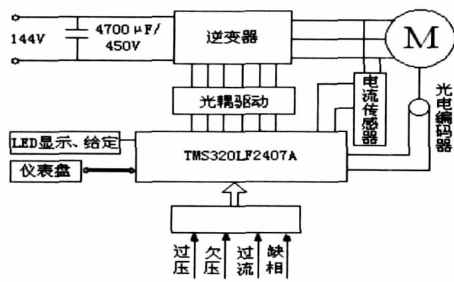 144V
4700μF/
450V
逆变器
M
光耦驱动
电流传感器
光电编码器
LED显示、给定
TMS320LF2407A
仪表盘
过压
欠压
过流
缺相